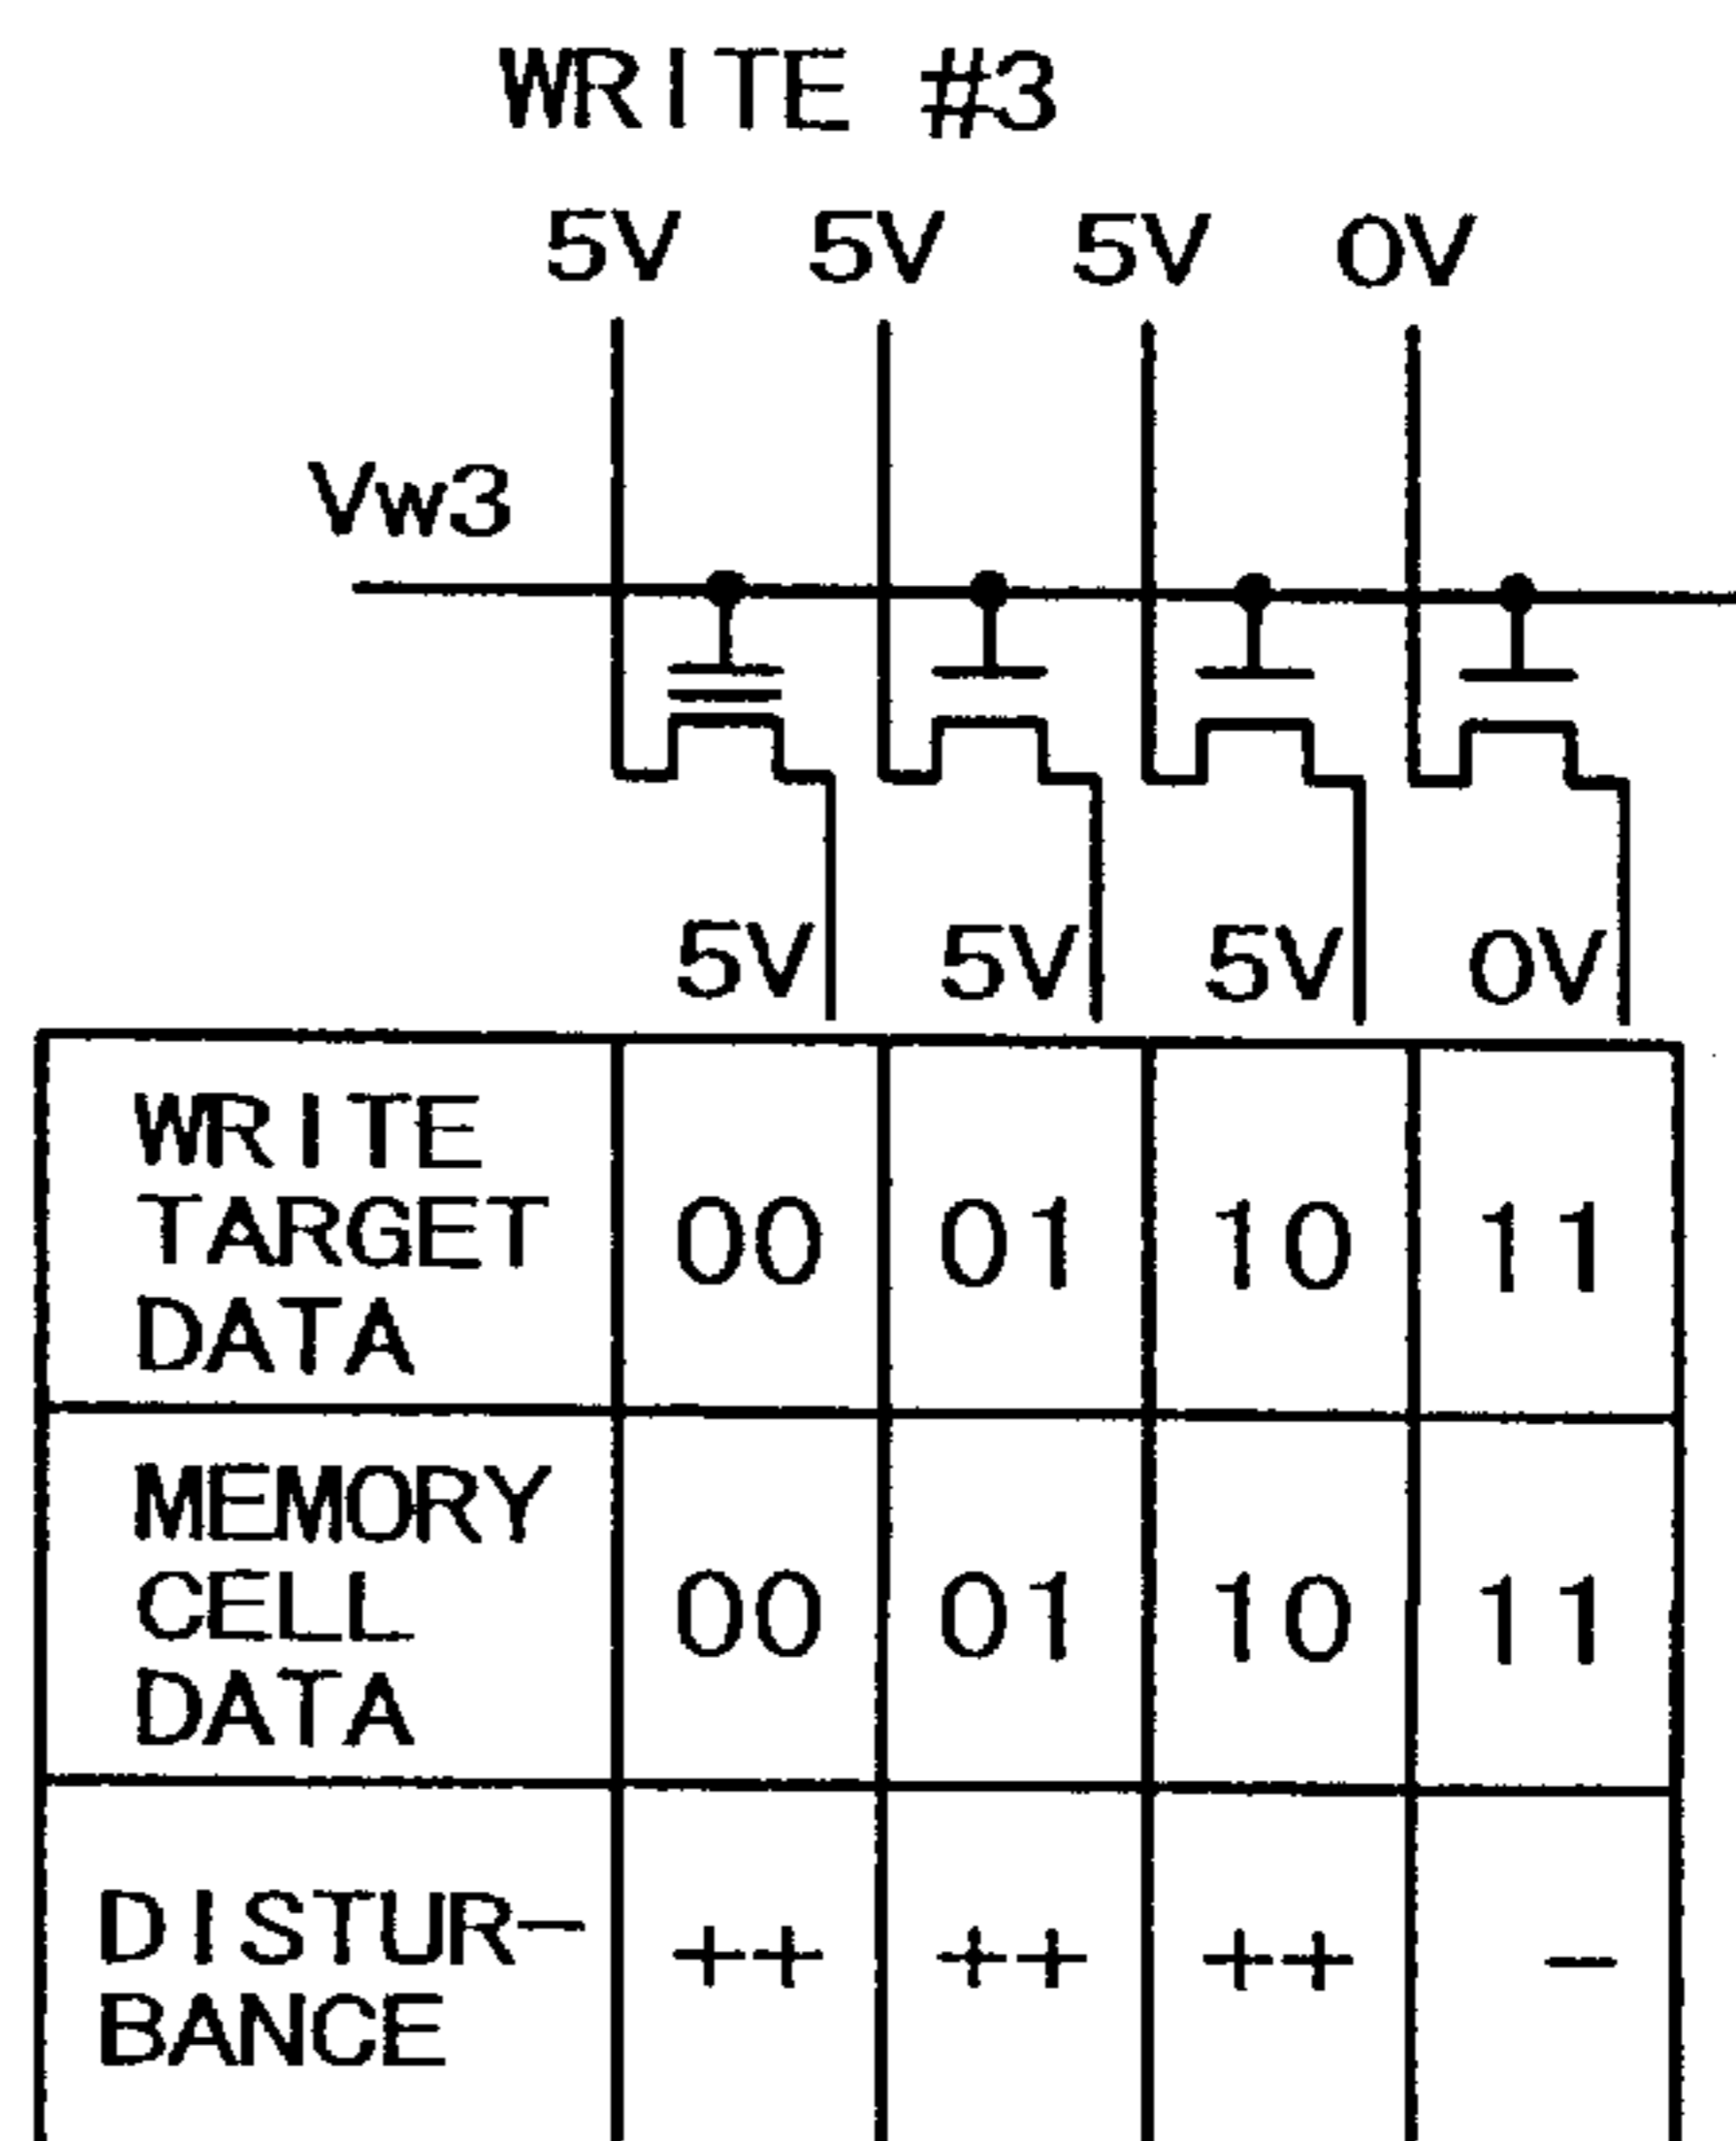 WRITE #3
5V 5V 5V 0V
Vw3
5V 5V 5V 0V
WRITE
TARGET 00 01 10 11
DATA
MEMORY
CELL 00 01 10 11
DATA
DISTUR-
++ ++ ++ -
BANCE